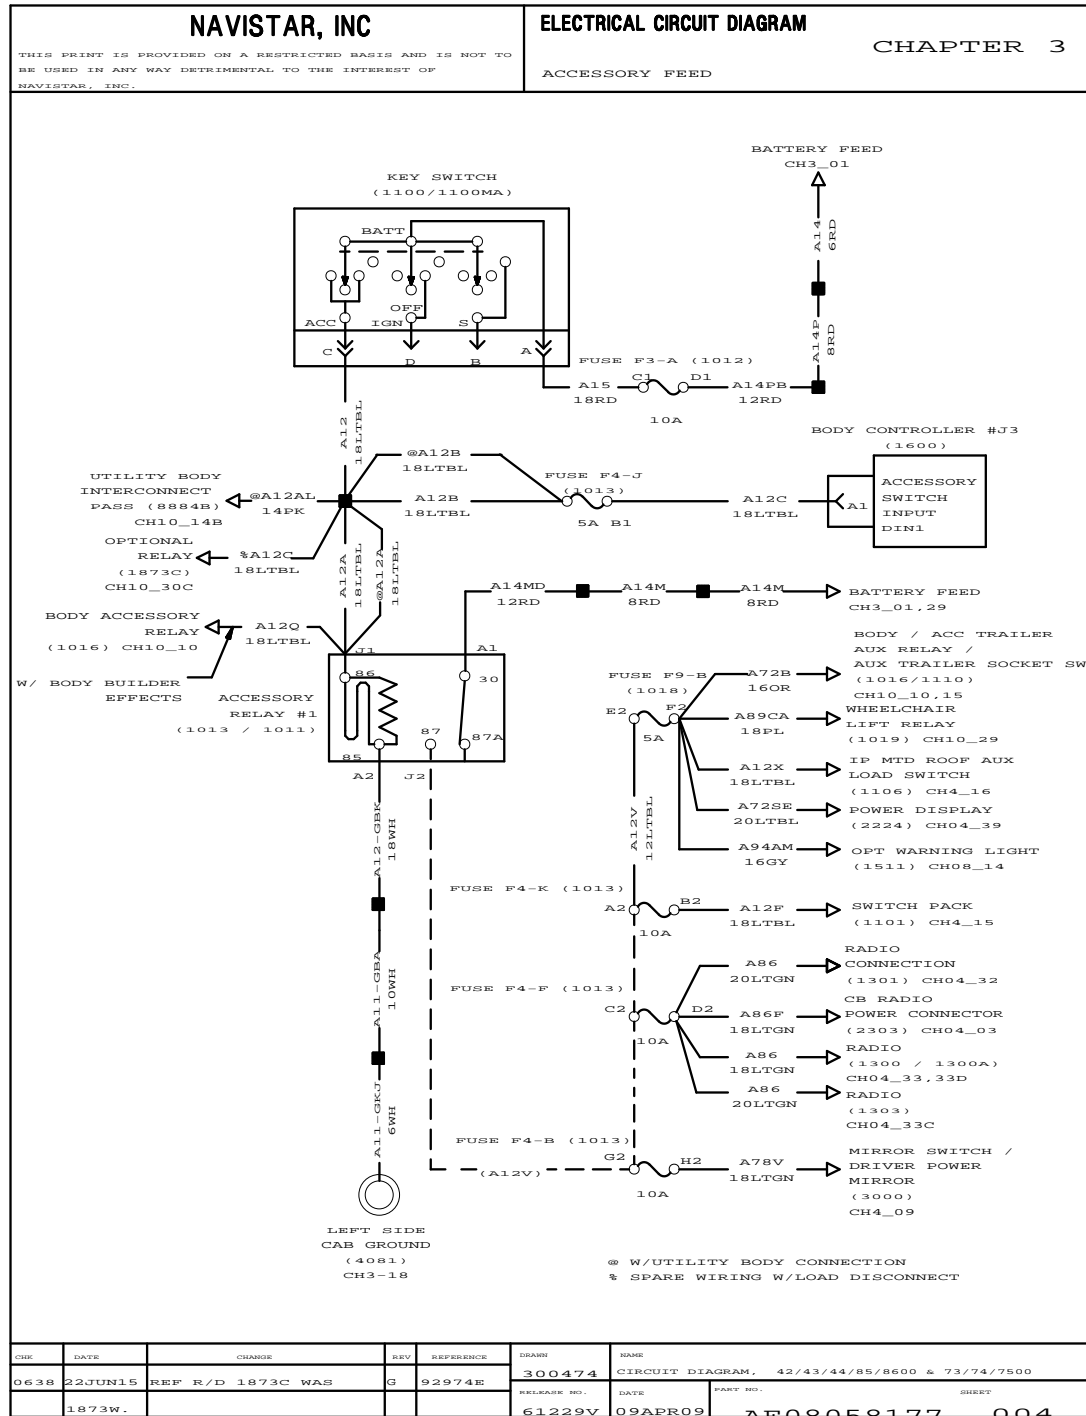 NAVISTAR, INC
THIS PRINT IS PROVIDED ON A RESTRICTED BASIS AND IS NOT TO
BE USED IN ANY WAY DETRIMENTAL TO THE INTEREST OF
NAVISTAR, INC.
ELECTRICAL CIRCUIT DIAGRAM
CHAPTER 3
ACCESSORY FEED
BATTERY FEED
CH3_01
A14
6RD
A14P
8RD
KEY SWITCH
(1100/1100MA)
BATT
OFF
ACC
IGN
S
C
D
B
A
FUSE F3-A (1012)
A15
18RD
C1
D1
10A
A14PB
12RD
A12
18LTBL
BODY CONTROLLER #J3
(1600)
ACCESSORY
SWITCH
INPUT
DIN1
A1
@A12B
18LTBL
FUSE F4-J
(1013)
A12B
18LTBL
5A B1
A12C
18LTBL
UTILITY BODY
INTERCONNECT
PASS (8884B)
CH10_14B
@A12AL
14PK
OPTIONAL
RELAY
(1873C)
CH10_30C
%A12C
18LTBL
A12A
18LTBL
@A12A
18LTBL
BODY ACCESSORY
RELAY
(1016) CH10_10
A12Q
18LTBL
W/ BODY BUILDER
EFFECTS
ACCESSORY
RELAY #1
(1013 / 1011)
J1
A1
86
30
87
87A
85
A2
J2
A14MD
12RD
A14M
8RD
A14M
8RD
BATTERY FEED
CH3_01,29
FUSE F9-B
(1018)
E2
F2
5A
A72B
16OR
BODY / ACC TRAILER
AUX RELAY /
AUX TRAILER SOCKET SW
(1016/1110)
CH10_10,15
A89CA
18PL
WHEELCHAIR
LIFT RELAY
(1019) CH10_29
A12X
18LTBL
IP MTD ROOF AUX
LOAD SWITCH
(1106) CH4_16
A72SE
20LTBL
POWER DISPLAY
(2224) CH04_39
A94AM
16GY
OPT WARNING LIGHT
(1511) CH08_14
A12V
12LTBL
FUSE F4-K (1013)
A2
B2
10A
A12F
18LTBL
SWITCH PACK
(1101) CH4_15
FUSE F4-F (1013)
C2
D2
10A
A86
20LTGN
RADIO
CONNECTION
(1301) CH04_32
A86F
18LTGN
CB RADIO
POWER CONNECTOR
(2303) CH04_03
A86
18LTGN
RADIO
(1300 / 1300A)
CH04_33,33D
A86
20LTGN
RADIO
(1303)
CH04_33C
FUSE F4-B (1013)
(A12V)
G2
H2
10A
A78V
18LTGN
MIRROR SWITCH /
DRIVER POWER
MIRROR
(3000)
CH4_09
A12-GBK
18WH
A11-GBA
10WH
A11-GKJ
6WH
LEFT SIDE
CAB GROUND
(4081)
CH3-18
@ W/UTILITY BODY CONNECTION
% SPARE WIRING W/LOAD DISCONNECT
CHK DATE CHANGE REV REFERENCE
0638 22JUN15 REF R/D 1873C WAS G 92974E
1873W.
DRAWN
300474
NAME
CIRCUIT DIAGRAM, 42/43/44/85/8600 & 73/74/7500
RELEASE NO.
61229V
DATE
09APR09
PART NO.
AE08058177
SHEET
004